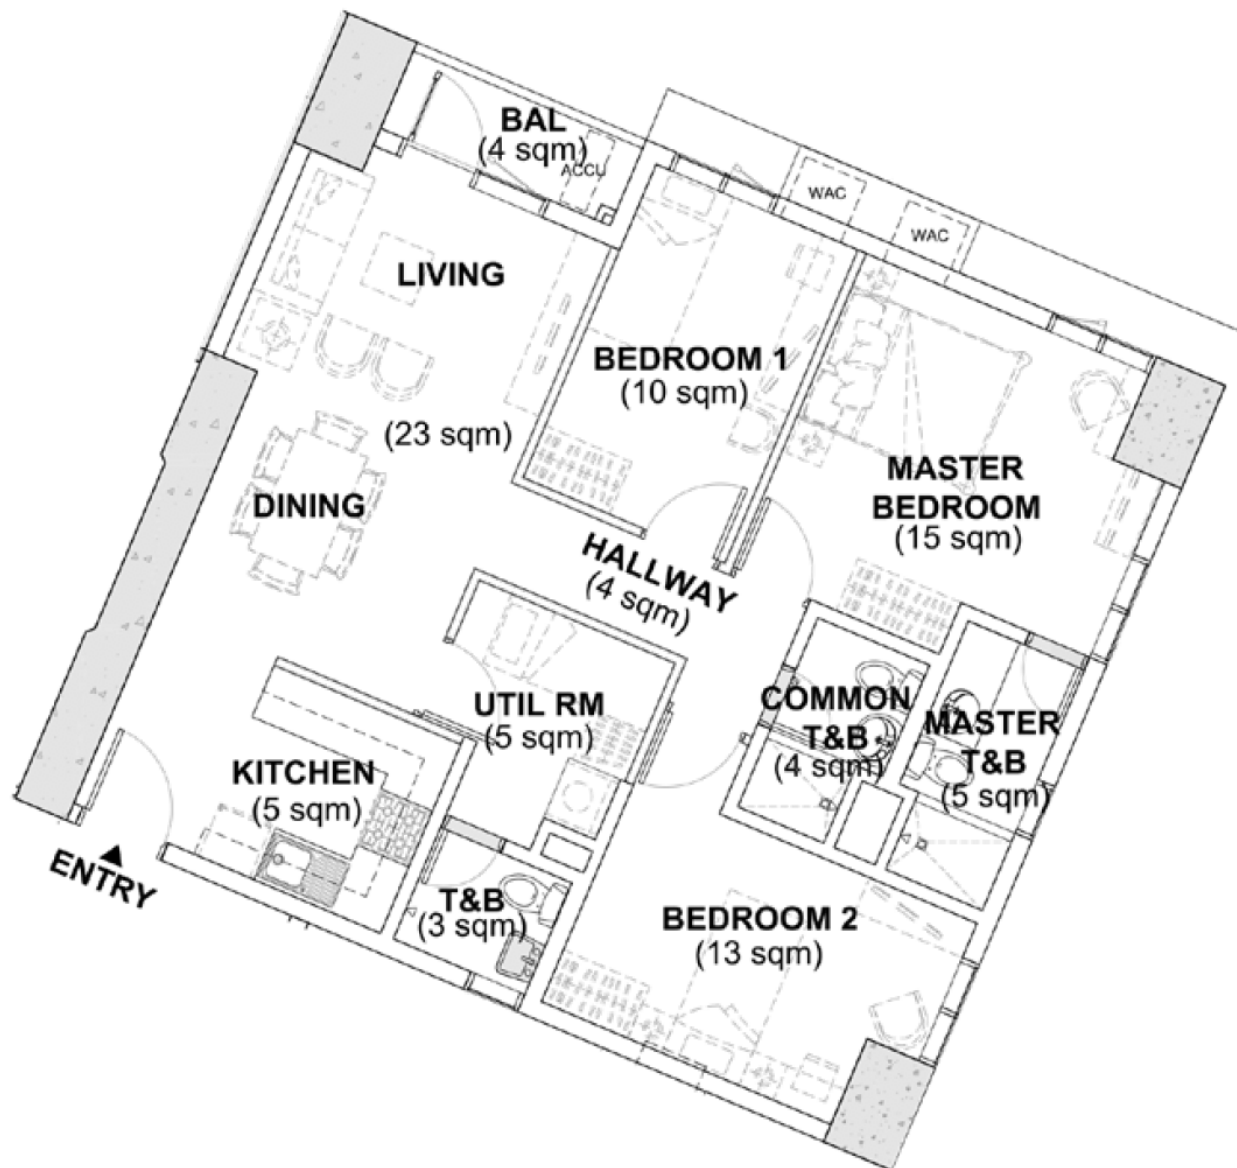 BAL
(4 sqm)
ACCU
WAC
WAC
LIVING
BEDROOM 1
(10 sqm)
(23 sqm)
MASTER
BEDROOM
(15 sqm)
DINING
HALLWAY
(4 sqm)
UTIL RM
(5 sqm)
COMMON
T&B
(4 sqm)
MASTER
T&B
(5 sqm)
KITCHEN
(5 sqm)
ENTRY
T&B
(3 sqm)
BEDROOM 2
(13 sqm)